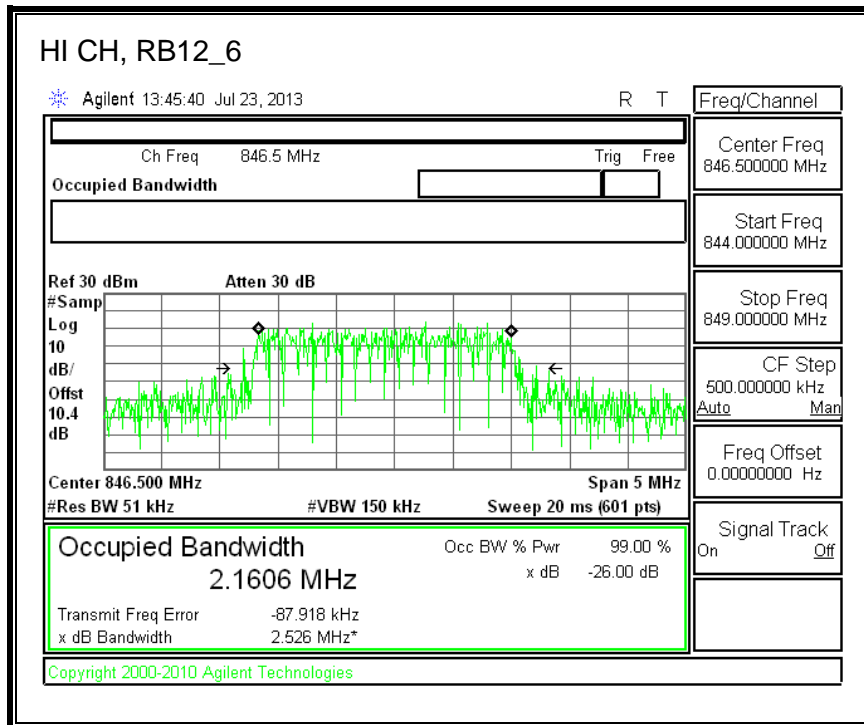 HI CH, RB12_6
Agilent 13:45:40 Jul 23, 2013 R T
Ch Freq 846.5 MHz Trig Free
Occupied Bandwidth
Ref 30 dBm Atten 30 dB
#Samp
Log
10
dB/
Offst
10.4
dB
Center 846.500 MHz Span 5 MHz
#Res BW 51 kHz #VBW 150 kHz Sweep 20 ms (601 pts)
Occupied Bandwidth Occ BW % Pwr 99.00 %
2.1606 MHz x dB -26.00 dB
Transmit Freq Error -87.918 kHz
x dB Bandwidth 2.526 MHz*
Copyright 2000-2010 Agilent Technologies
Freq/Channel
Center Freq
846.500000 MHz
Start Freq
844.000000 MHz
Stop Freq
849.000000 MHz
CF Step
500.000000 kHz
Auto Man
Freq Offset
0.00000000 Hz
Signal Track
On Off